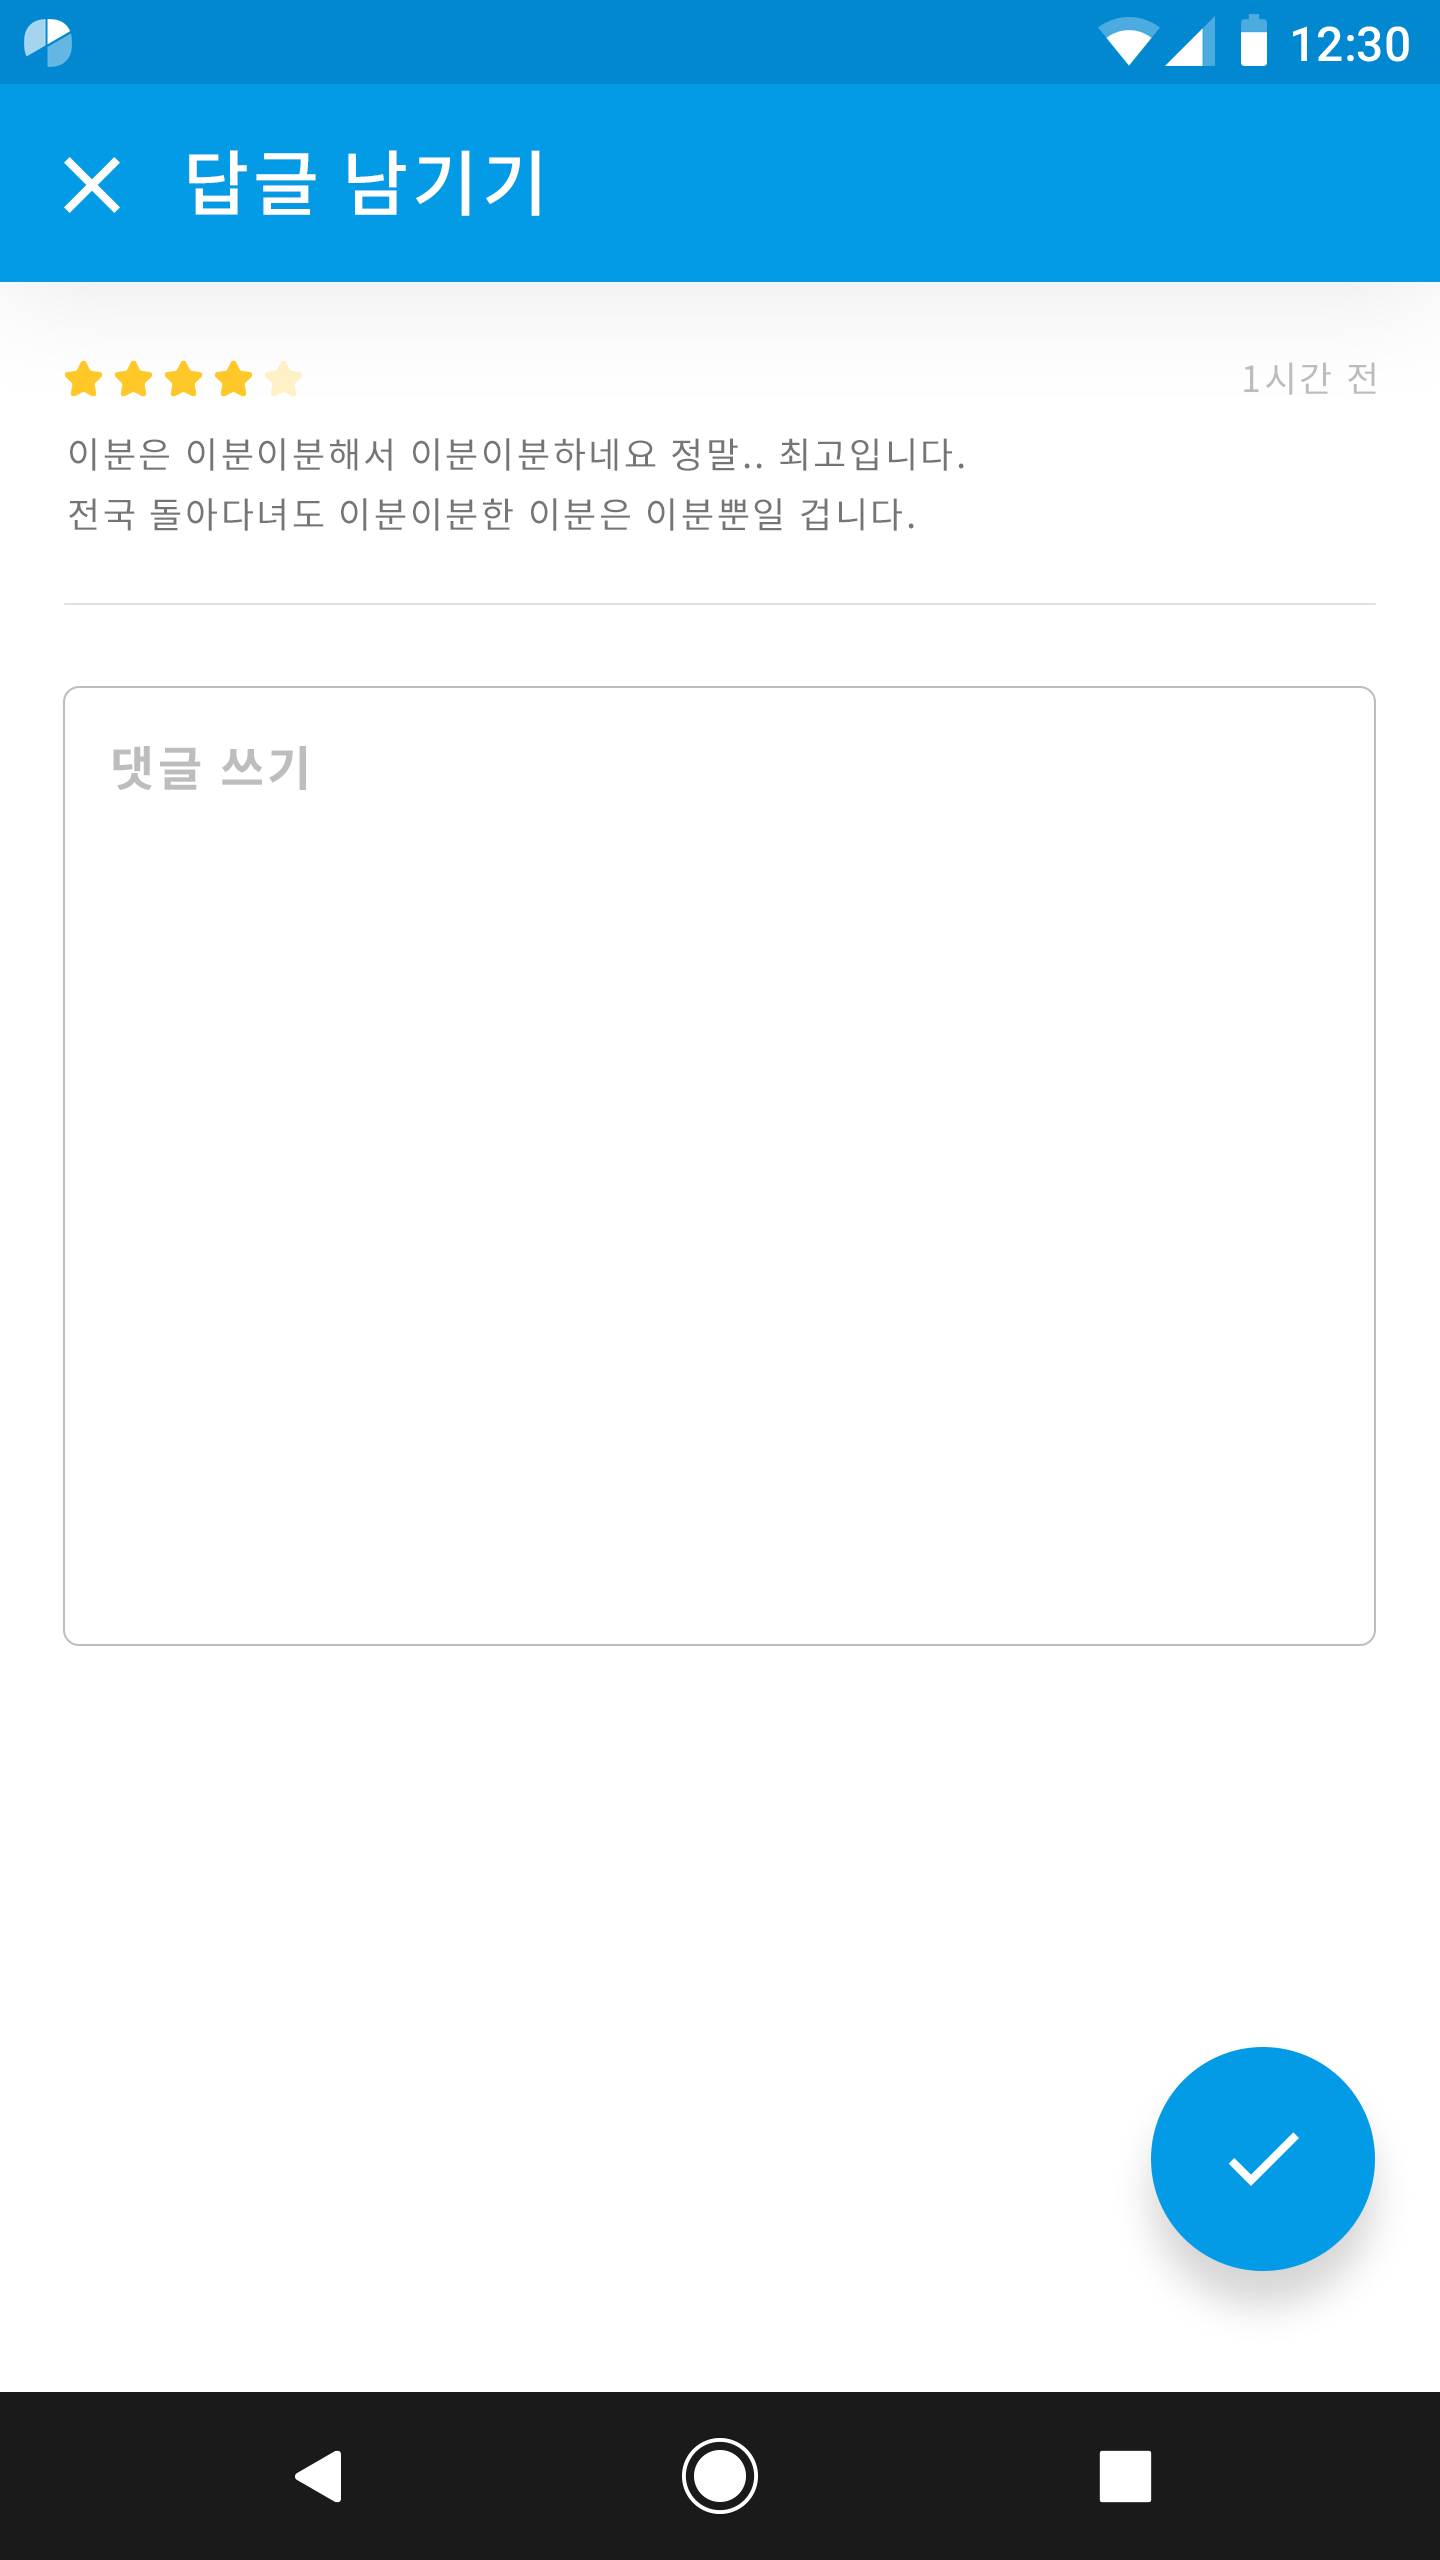 12:30
답글 남기기
1시간 전
이분은 이분이분해서 이분이분하네요 정말.. 최고입니다.
전국 돌아다녀도 이분이분한 이분은 이분뿐일 겁니다.
댓글 쓰기